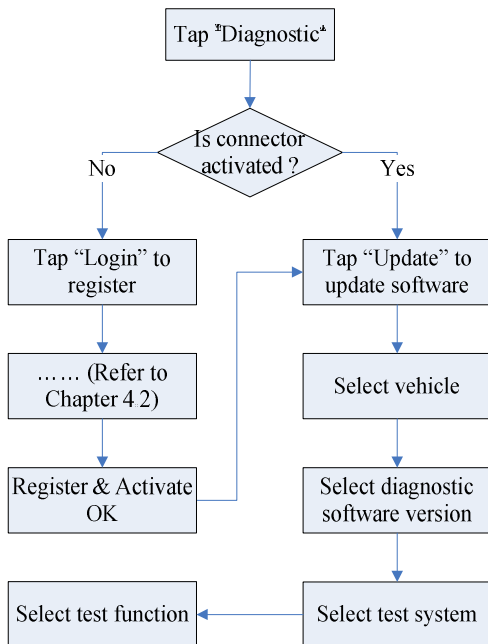 Tap "Diagnostic"
Is connector
activated ?
No
Yes
Tap “Login” to
register
Tap “Update” to
update software
…… (Refer to
Chapter 4.2)
Select vehicle
Register & Activate
OK
Select diagnostic
software version
Select test function
Select test system